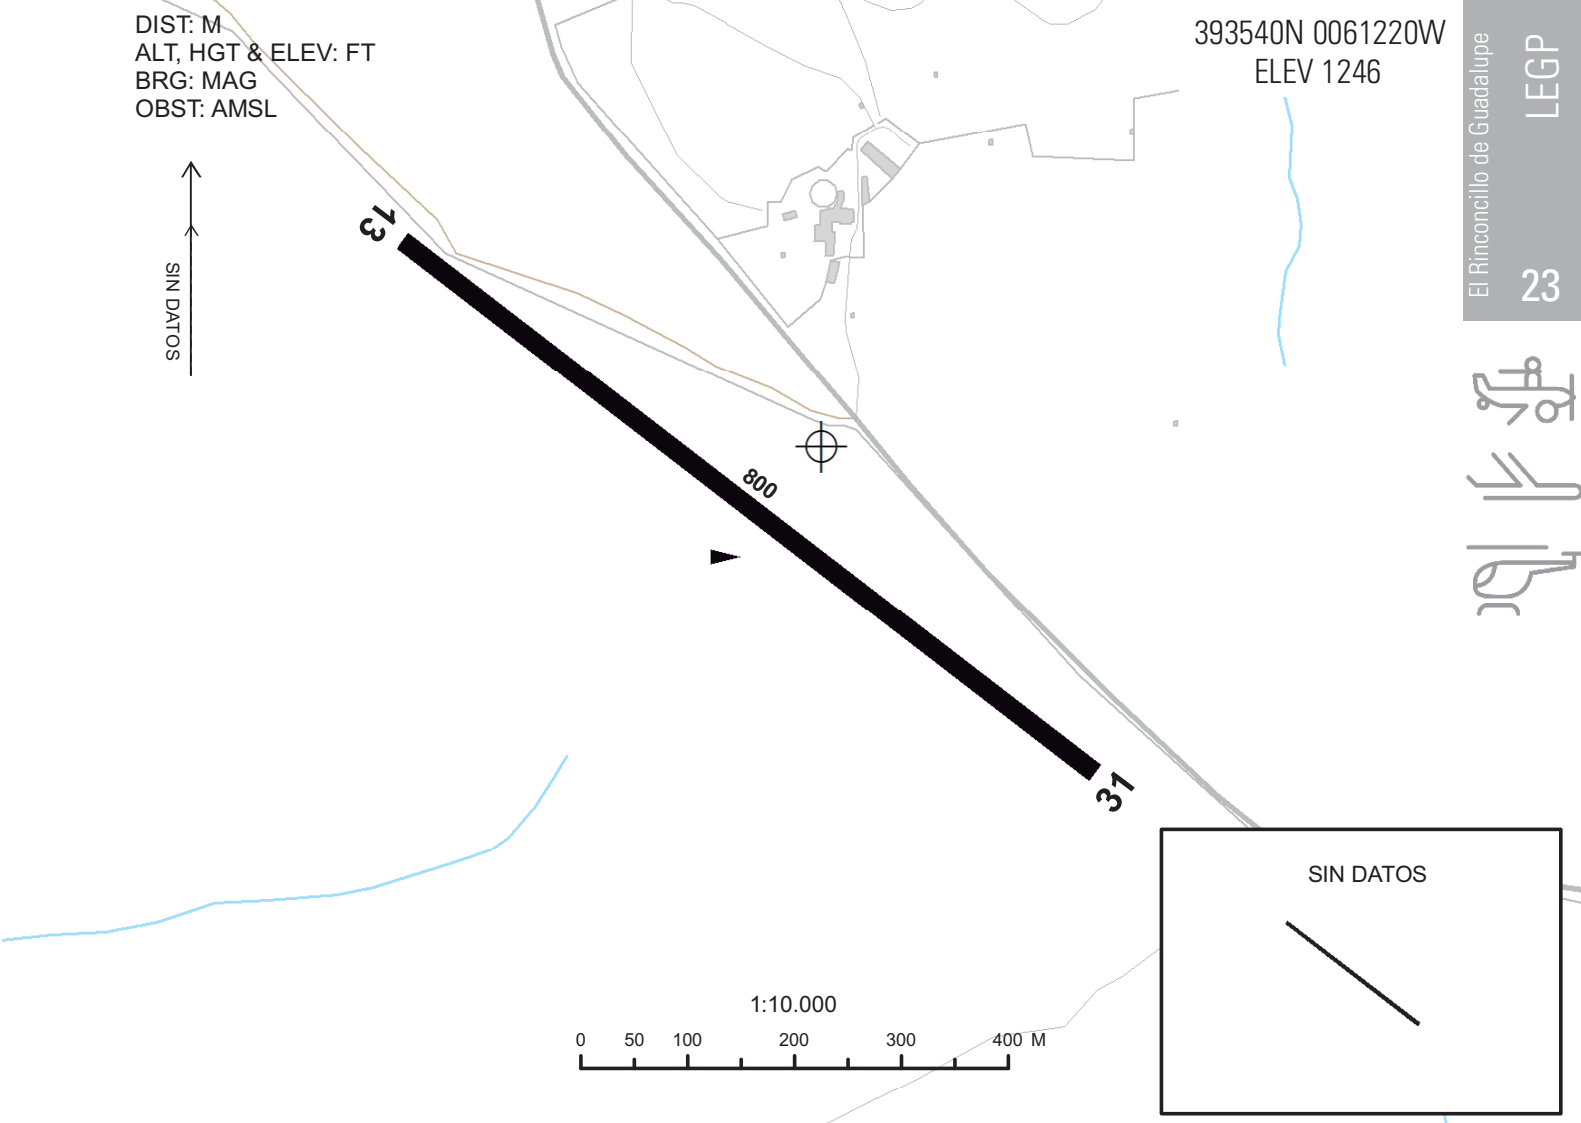 DIST: M
ALT, HGT & ELEV: FT
BRG: MAG
OBST: AMSL
393540N 0061220W
ELEV 1246
El Rinconcillo de Guadalupe
LEGP
23
SIN DATOS
13
800
31
SIN DATOS
1:10.000
0 50 100 200 300 400 M